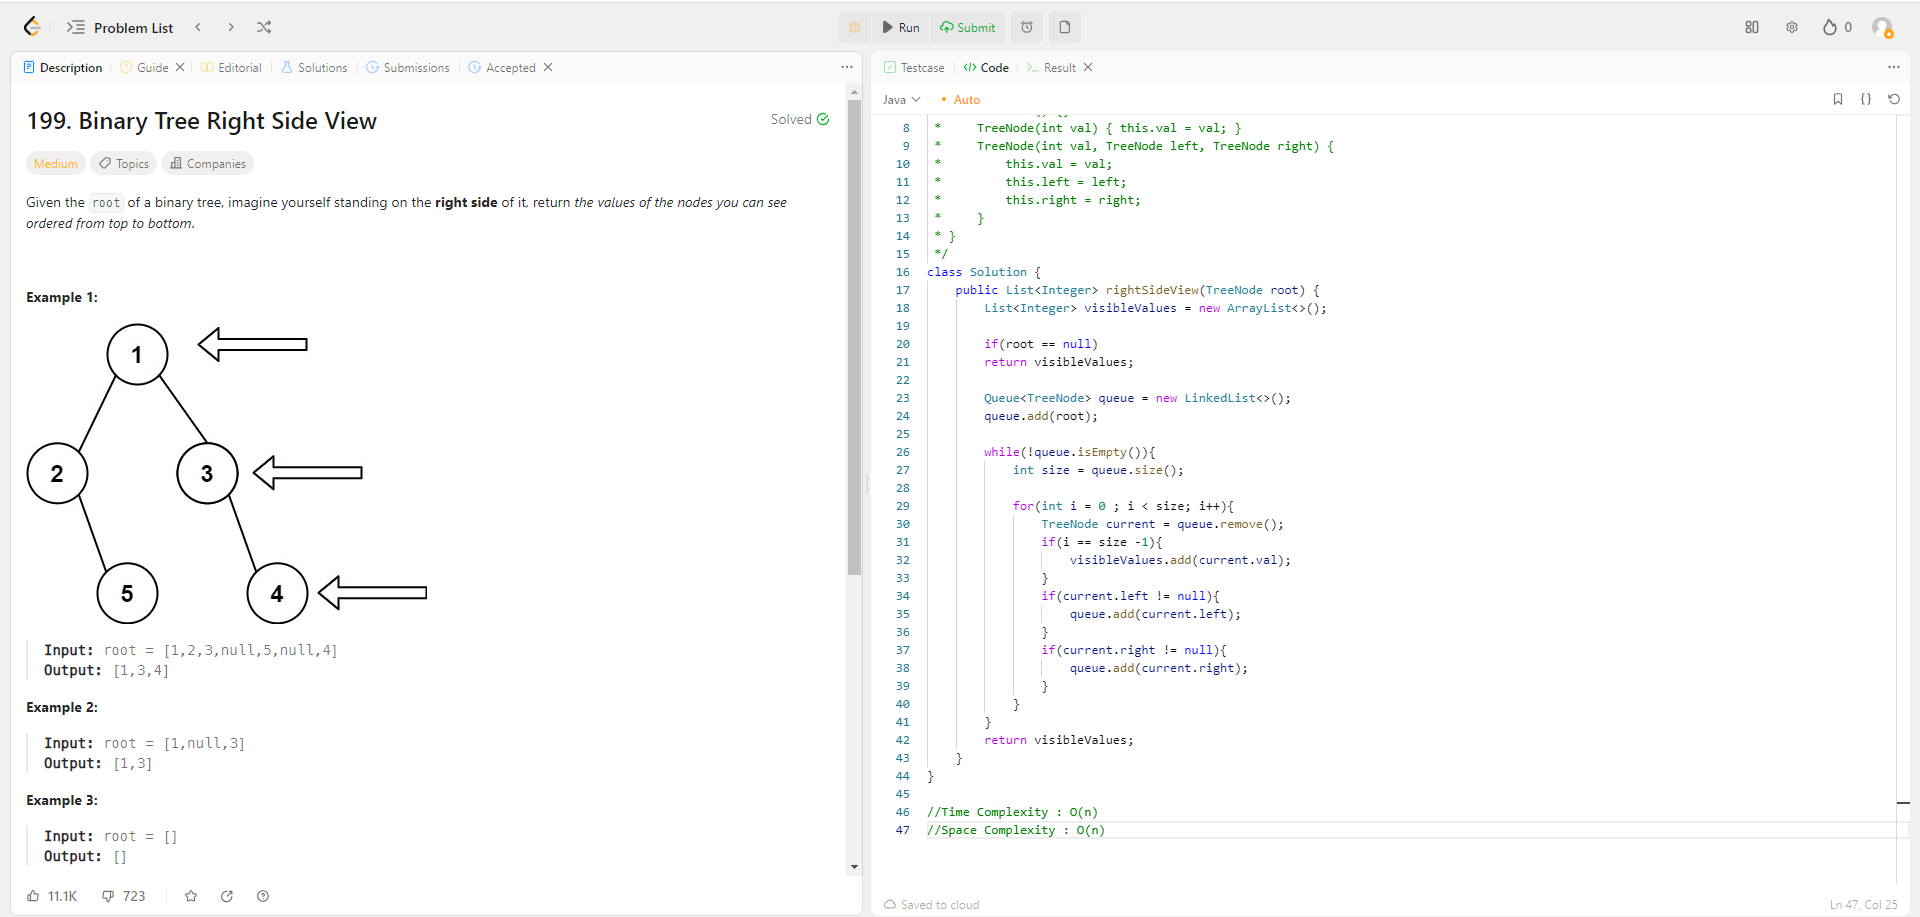 Problem List
Run
Submit
0
Description
Guide
Editorial
Solutions
Submissions
Accepted
199. Binary Tree Right Side View
Solved
Medium
Topics
Companies
Given the root of a binary tree, imagine yourself standing on the right side of it, return the values of the nodes you can see
ordered from top to bottom.
Example 1:
1
2
3
5
4
Input: root = [1,2,3,null,5,null,4]
Output: [1,3,4]
Example 2:
Input: root = [1,null,3]
Output: [1,3]
Example 3:
Input: root = []
Output: []
11.1K
723
Testcase
Code
Result
Java
Auto
8 *     TreeNode(int val) { this.val = val; }
9 *     TreeNode(int val, TreeNode left, TreeNode right) {
10 *         this.val = val;
11 *         this.left = left;
12 *         this.right = right;
13 *     }
14 * }
15 */
16 class Solution {
17     public List<Integer> rightSideView(TreeNode root) {
18         List<Integer> visibleValues = new ArrayList<>();
19
20         if(root == null)
21         return visibleValues;
22
23         Queue<TreeNode> queue = new LinkedList<>();
24         queue.add(root);
25
26         while(!queue.isEmpty()){
27             int size = queue.size();
28
29             for(int i = 0 ; i < size; i++){
30                 TreeNode current = queue.remove();
31                 if(i == size -1){
32                     visibleValues.add(current.val);
33                 }
34                 if(current.left != null){
35                     queue.add(current.left);
36                 }
37                 if(current.right != null){
38                     queue.add(current.right);
39                 }
40             }
41         }
42         return visibleValues;
43     }
44 }
45
46 //Time Complexity : O(n)
47 //Space Complexity : O(n)
Saved to cloud
Ln 47, Col 25